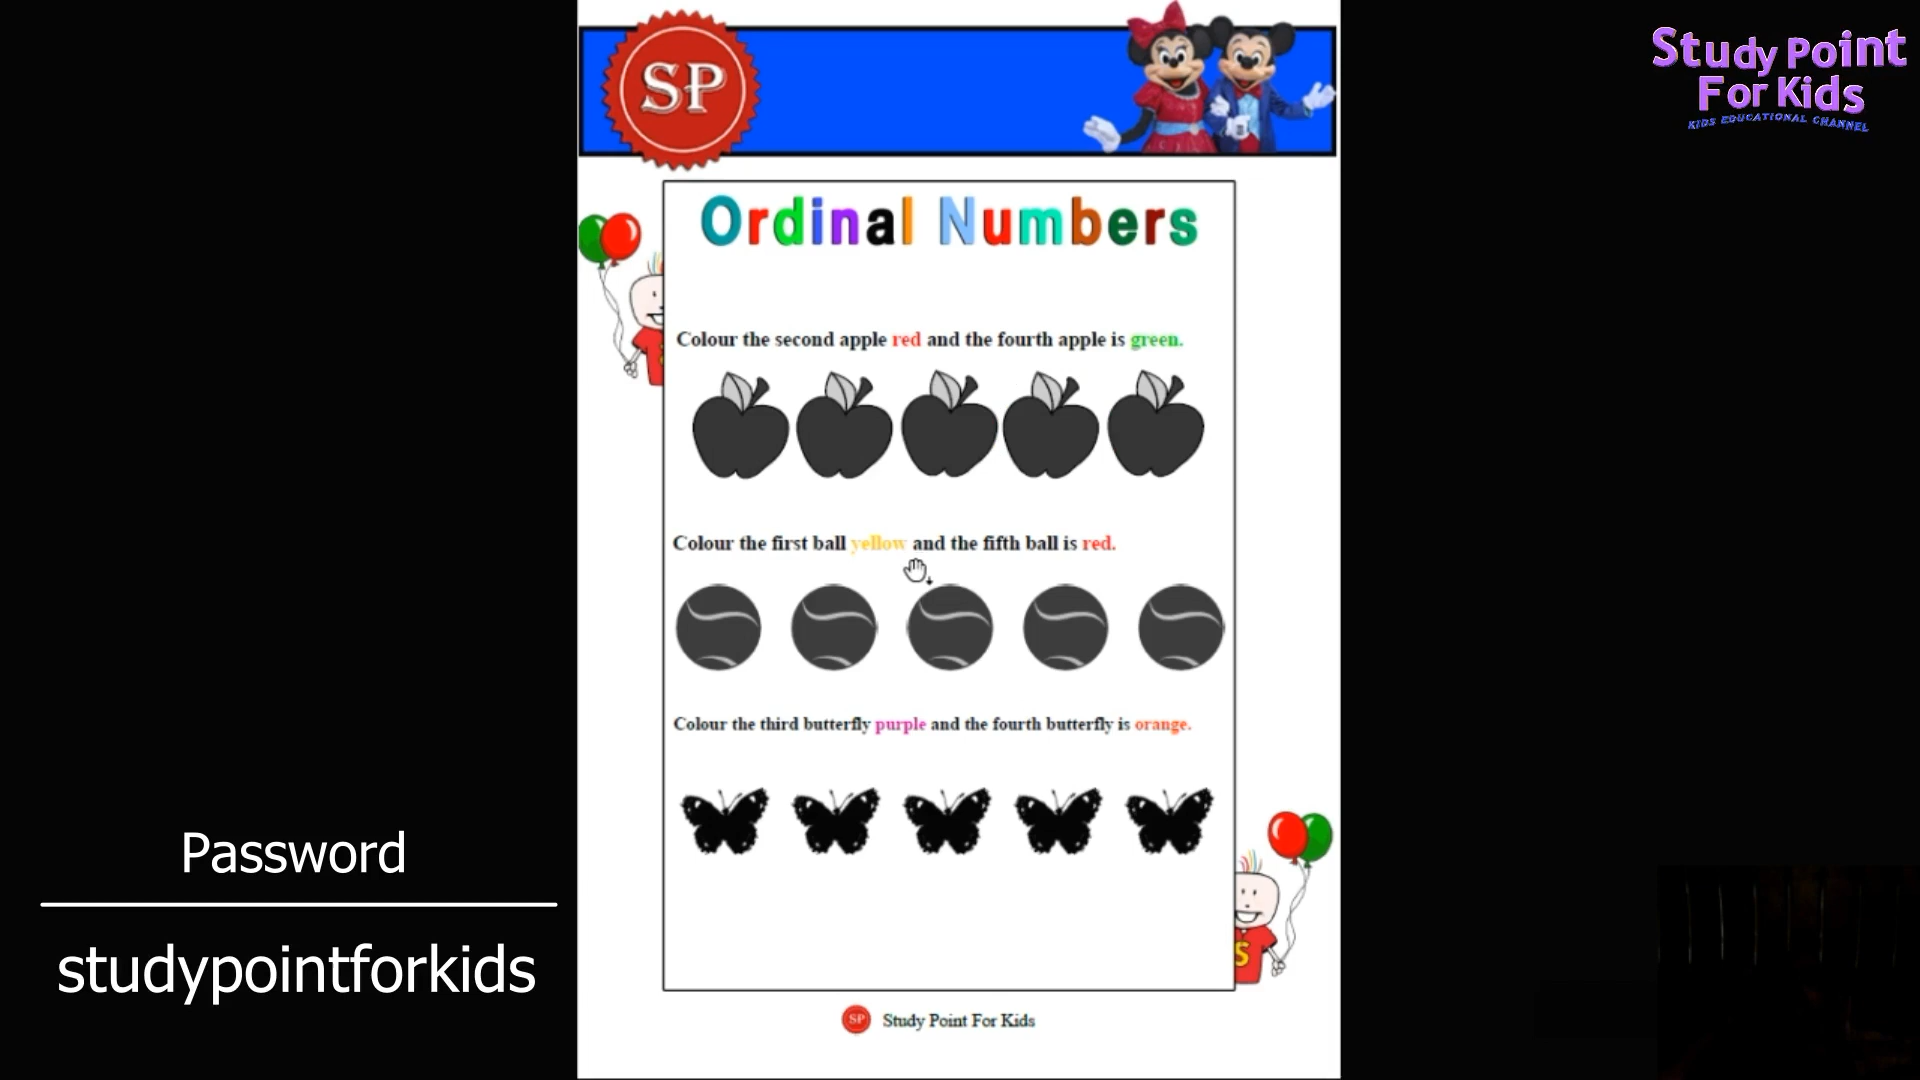 SP
Study Point
For Kids
KIDS EDUCATIONAL CHANNEL
Ordinal Numbers
Colour the second apple red and the fourth apple is green.
Colour the first ball yellow and the fifth ball is red.
Colour the third butterfly purple and the fourth butterfly is orange.
Password
studypointforkids
S
SP Study Point For Kids